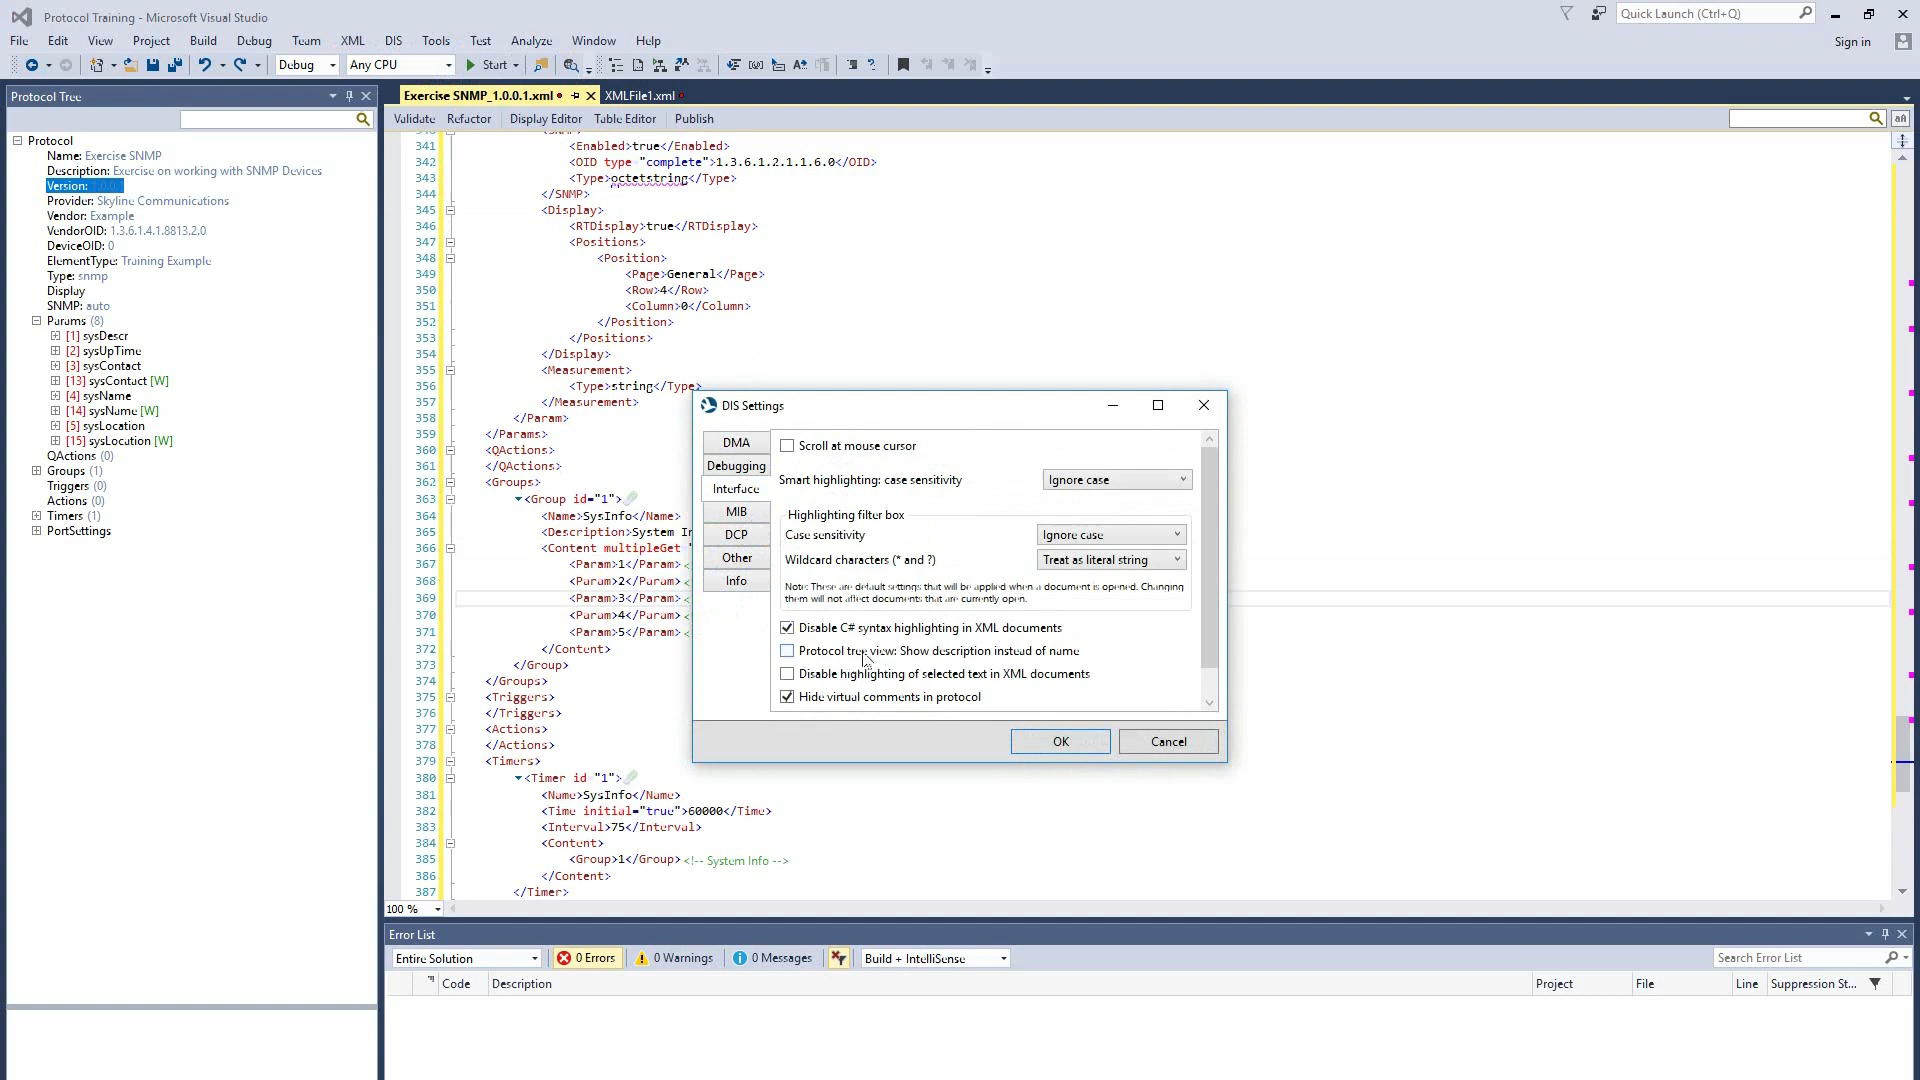 Protocol Training - Microsoft Visual Studio
Quick Launch (Ctrl+Q)
File Edit View Project Build Debug Team XML DIS Tools Test Analyze Window Help
Sign in
Debug Any CPU Start
Protocol Tree
Exercise SNMP_1.0.0.1.xml XMLFile1.xml
Validate Refactor Display Editor Table Editor Publish
Protocol
Name: Exercise SNMP
Description: Exercise on working with SNMP Devices
Version: 1.0.0.1
Provider: Skyline Communications
Vendor: Example
VendorOID: 1.3.6.1.4.1.8813.2.0
DeviceOID: 0
ElementType: Training Example
Type: snmp
Display
SNMP: auto
Params (8)
[1] sysDescr
[2] sysUpTime
[3] sysContact
[13] sysContact [W]
[4] sysName
[14] sysName [W]
[5] sysLocation
[15] sysLocation [W]
QActions (0)
Groups (1)
Triggers (0)
Actions (0)
Timers (1)
PortSettings
341 <Enabled>true</Enabled>
342 <OID type="complete">1.3.6.1.2.1.1.6.0</OID>
343 <Type>octetstring</Type>
344 </SNMP>
345 <Display>
346 <RTDisplay>true</RTDisplay>
347 <Positions>
348 <Position>
349 <Page>General</Page>
350 <Row>4</Row>
351 <Column>0</Column>
352 </Position>
353 </Positions>
354 </Display>
355 <Measurement>
356 <Type>string</Type>
357 </Measurement>
358 </Param>
359 </Params>
360 <QActions>
361 </QActions>
362 <Groups>
363 <Group id="1">
364 <Name>SysInfo</Name>
365 <Description>System In
366 <Content multipleGet "
367 <Param>1</Param> <
368 <Param>2</Param> <
369 <Param>3</Param> <
370 <Param>4</Param> <
371 <Param>5</Param> <
372 </Content>
373 </Group>
374 </Groups>
375 <Triggers>
376 </Triggers>
377 <Actions>
378 </Actions>
379 <Timers>
380 <Timer id "1">
381 <Name>SysInfo</Name>
382 <Time initial="true">60000</Time>
383 <Interval>75</Interval>
384 <Content>
385 <Group>1</Group> <!-- System Info -->
386 </Content>
387 </Timer>
100 %
DIS Settings
DMA
Debugging
Interface
MIB
DCP
Other
Info
Scroll at mouse cursor
Smart highlighting: case sensitivity Ignore case
Highlighting filter box
Case sensitivity Ignore case
Wildcard characters (* and ?) Treat as literal string
Note: These are default settings that will be applied when a document is opened. Changing
them will not affect documents that are currently open.
Disable C# syntax highlighting in XML documents
Protocol tree view: Show description instead of name
Disable highlighting of selected text in XML documents
Hide virtual comments in protocol
OK Cancel
Error List
Entire Solution 0 Errors 0 Warnings 0 Messages Build + IntelliSense Search Error List
Code Description Project File Line Suppression St...